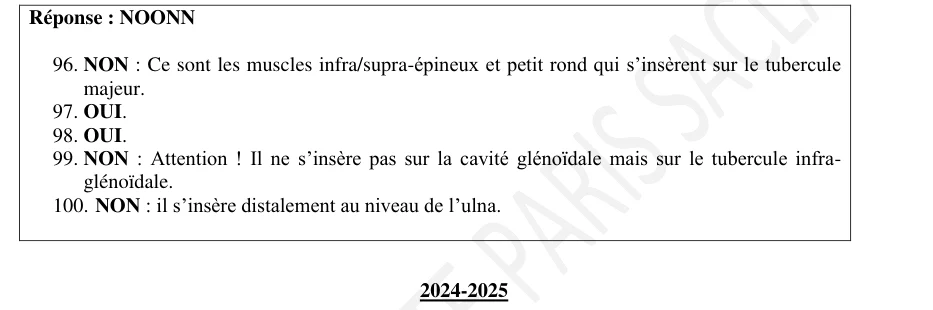 Réponse : NOONN
96. NON : Ce sont les muscles infra/supra-épineux et petit rond qui s’insèrent sur le tubercule
majeur.
97. OUI.
98. OUI.
99. NON : Attention ! Il ne s’insère pas sur la cavité glénoïdale mais sur le tubercule infra-
glénoïdale.
100. NON : il s’insère distalement au niveau de l’ulna.
PARIS SACLA
2024-2025